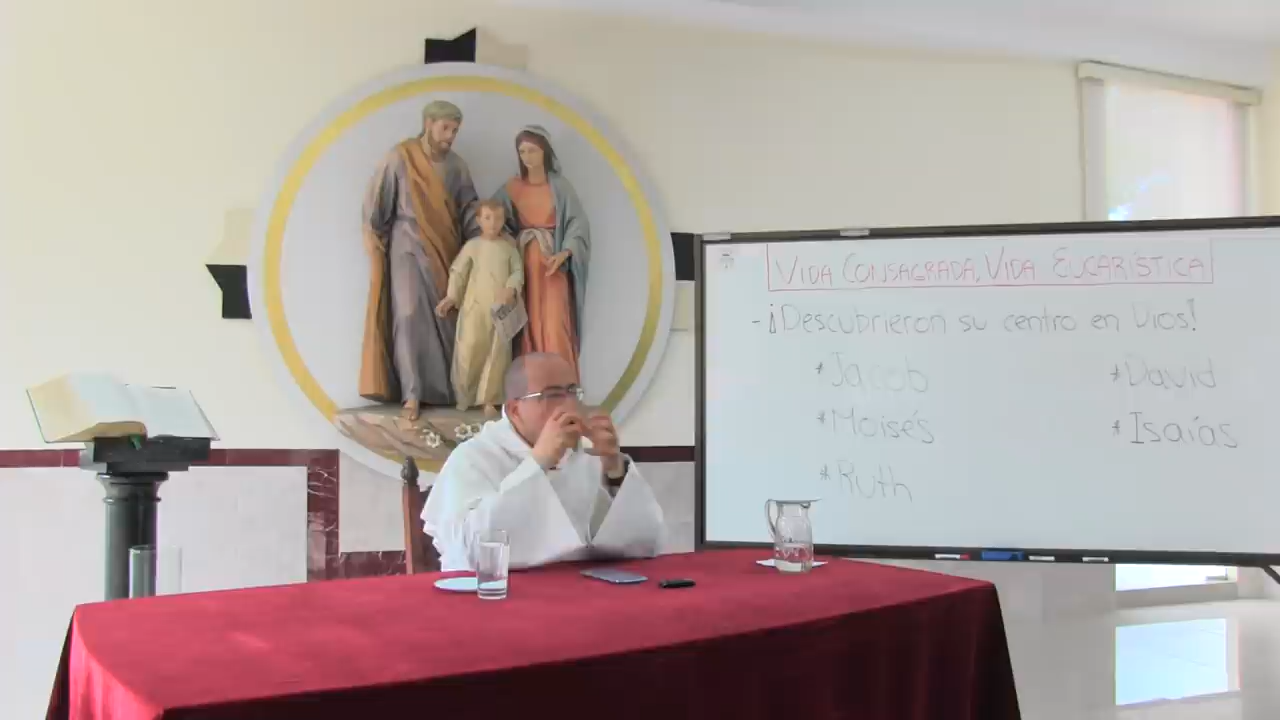 VIDA CONSAGRADA, VIDA EUCARÍSTICA
- ¡Descubrieron su centro en Dios!
* Jacob
* Moisés
* Ruth
* David
* Isaías